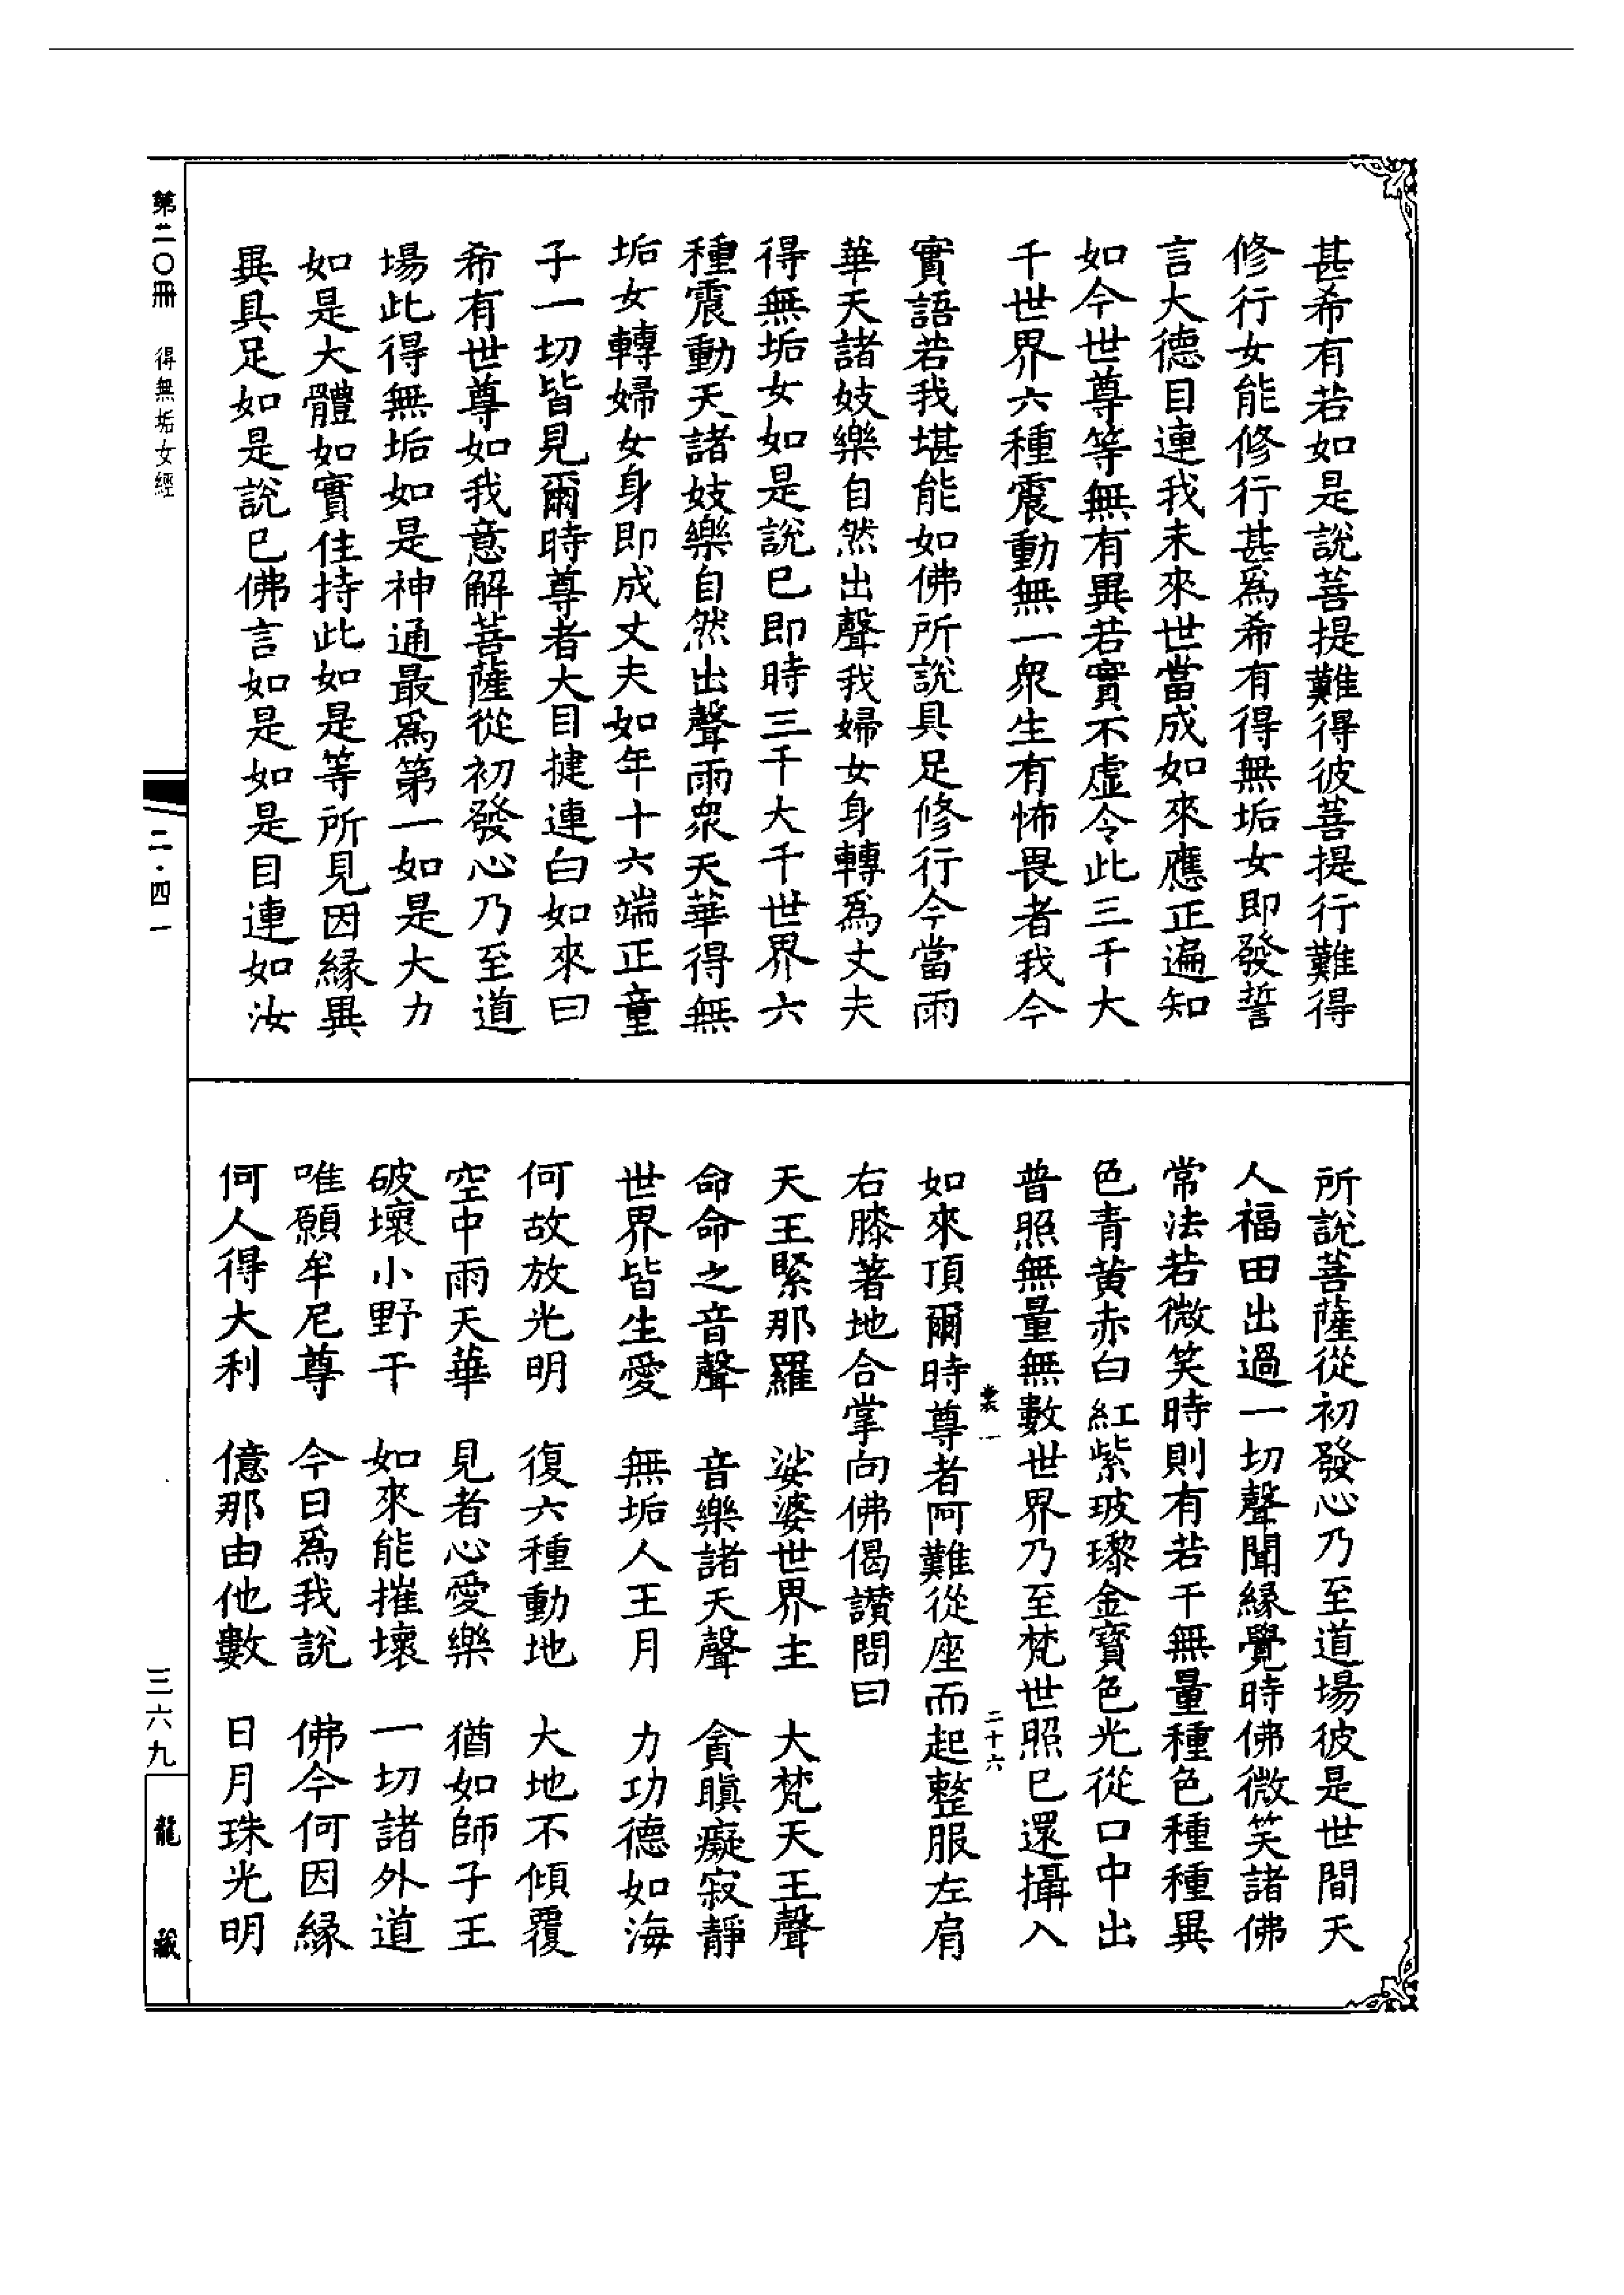 甚希有若如是說菩提難得彼菩提行難得
修行女能修行甚為希有得無垢女即發誓
言大德目連我未來世當成如來應正遍知
如今世尊等無有異若實不虛令此三千大
千世界六種震動無一眾生有怖畏者我今
實語若我堪能如佛所說具足修行今當雨
華天諸妓樂自然出聲我婦女身轉為丈夫
得無垢女如是說已即時三千大千世界六
種震動天諸妓樂自然出聲雨眾天華得無
垢女轉婦女身即成丈夫如年十六端正童
子一切皆見爾時尊者大目揵連白如來曰
希有世尊如我意解菩薩從初發心乃至道
場此得無垢如是神通最為第一如是大力
如是大體如實住持此如是等所見因緣異
異具足如是說已佛言如是如是目連如汝
所說菩薩從初發心乃至道場彼是世間天
人福田出過一切聲聞緣覺時佛微笑諸佛
常法若微笑時則有若干無量種色種種異
色青黃赤白紅紫玻瓈金寶色光從口中出
普照無量無數世界乃至梵世照已還攝入
裳一 二十六
如來頂爾時尊者阿難從座而起整服左肩
右膝著地合掌向佛偈讚問曰
天王緊那羅 娑婆世界主 大梵天王聲
命命之音聲 音樂諸天聲 貪瞋癡寂靜
世界皆生愛 無垢人王月 力功德如海
何故放光明 復六種動地 大地不傾覆
空中雨天華 見者心愛樂 猶如師子王
破壞小野干 如來能摧壞 一切諸外道
唯願牟尼尊 今日為我說 佛今何因緣
何人得大利 億那由他數 日月珠光明
第二〇冊 得無垢女經
二·四一
三六九
龍藏